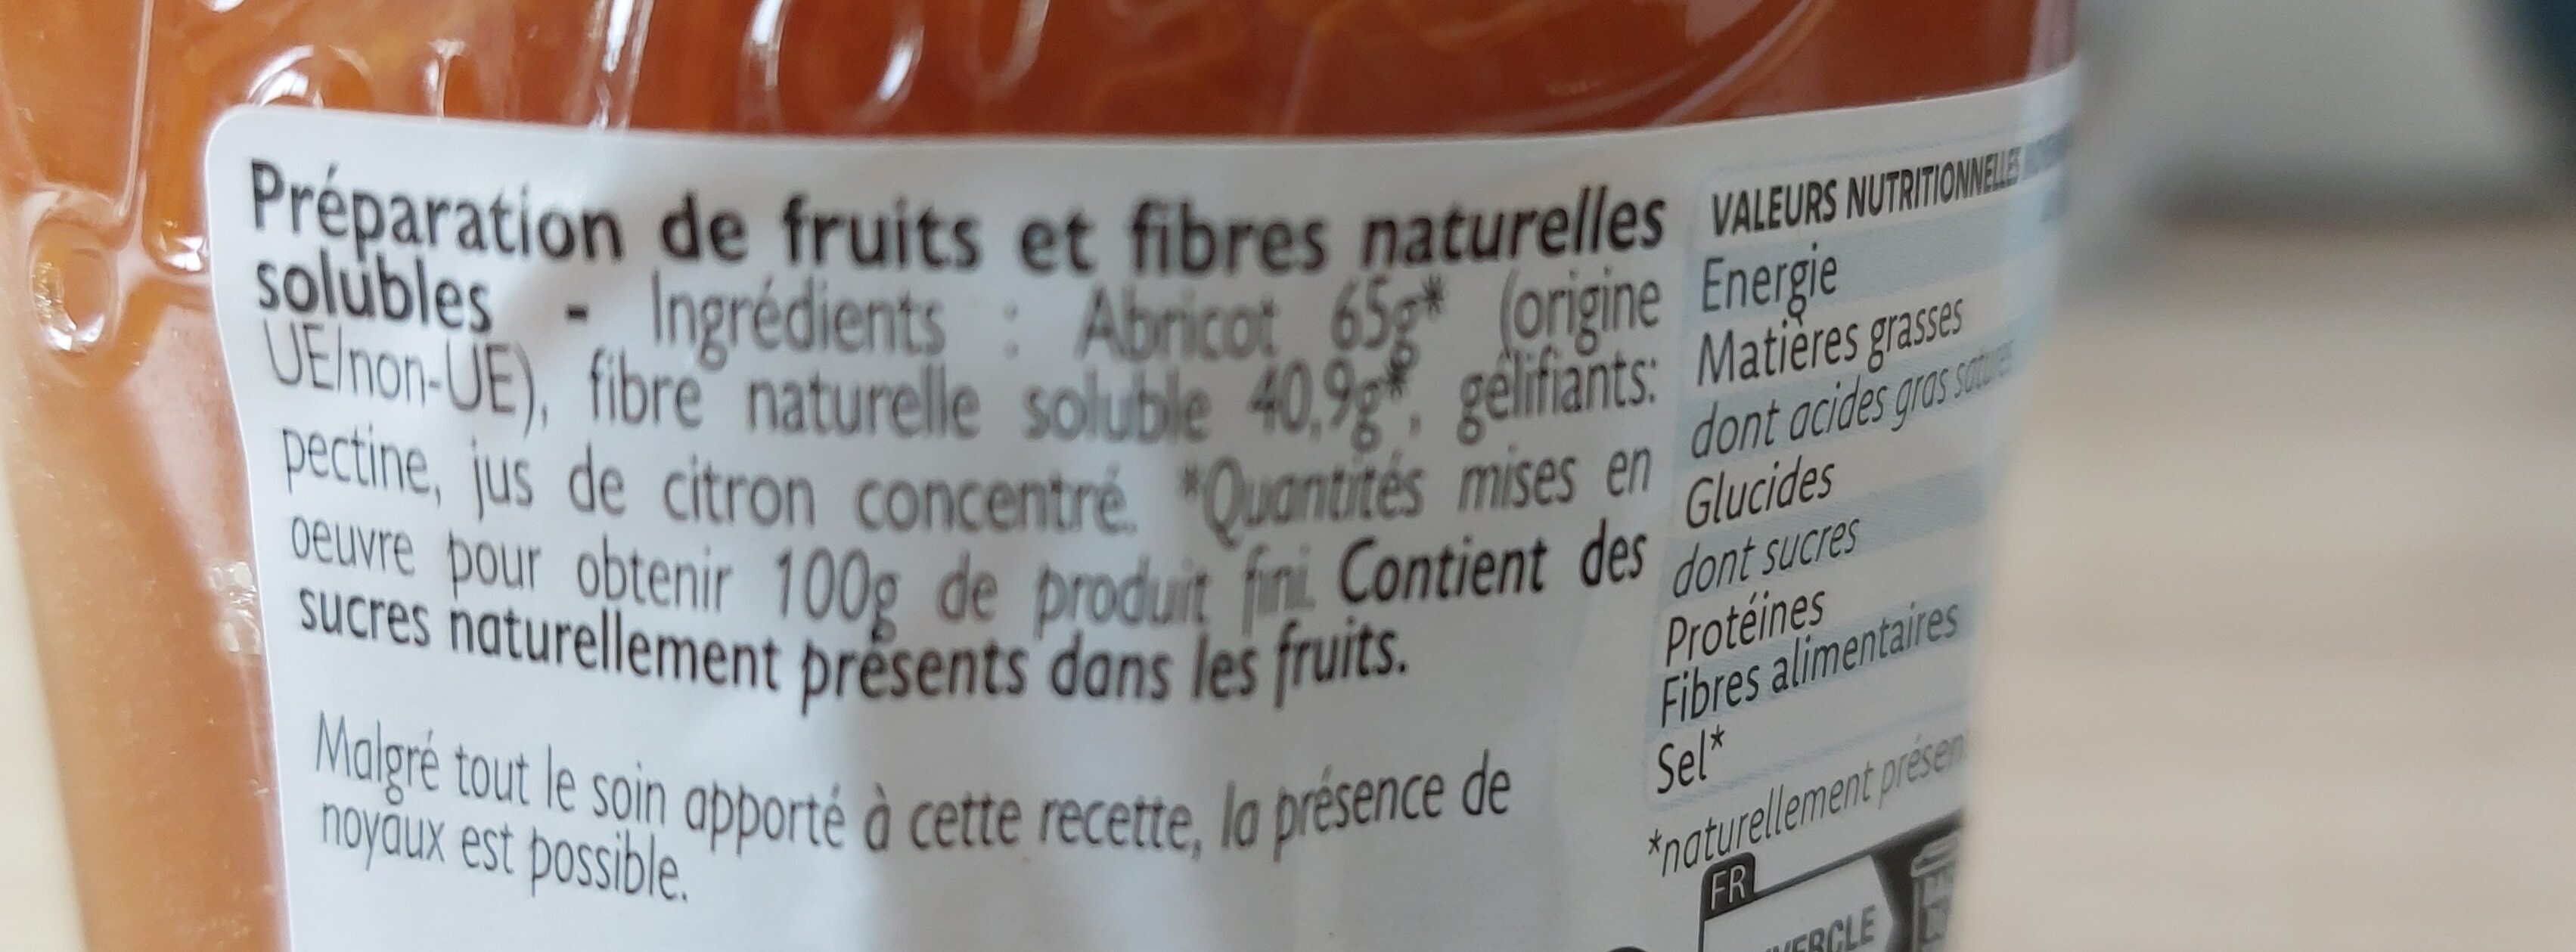 Préparation de fruits et fibres naturelles
solubles - Ingrédients : Abricot 65g* (origine
UE/non-UE), fibre naturelle soluble 40,9g*, gélifiants:
pectine, jus de citron concentré. *Quantités mises en
oeuvre pour obtenir 100g de produit fini. Contient des
sucres naturellement présents dans les fruits.
Malgré tout le soin apporté à cette recette, la présence de
noyaux est possible.
VALEURS NUTRITIONNELLES
Energie
Matières grasses
dont acides gras
Glucides
dont sucres
Protéines
Fibres alimentaires
Sel*
*naturellement présen
FR